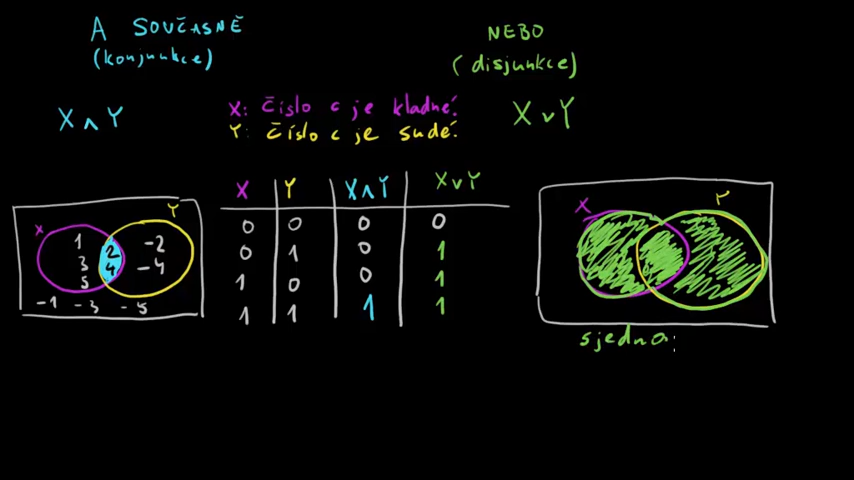 A SOUČASNĚ
(konjunkce)
X ∧ Y
NEBO
(disjunkce)
X ∨ Y
X: číslo c je kladné.
Y: číslo c je sudé.
X Y
1 2 -2
3 4 -4
5
-1 -3 -5
X Y X∧Y X∨Y
0 0 0 0
0 1 0 1
1 0 0 1
1 1 1 1
X Y
sjedno